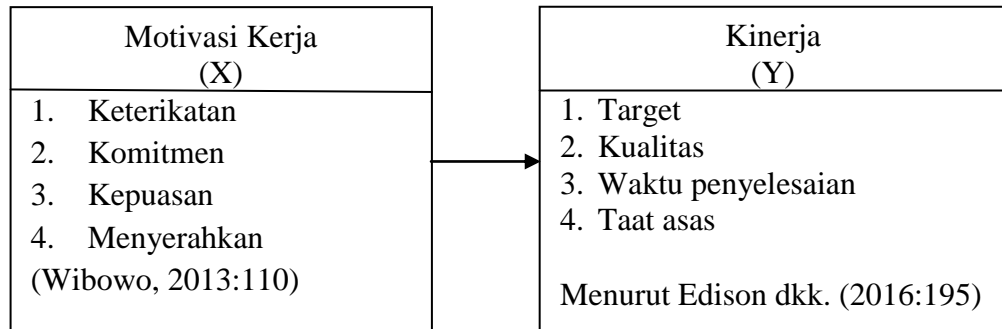 Motivasi Kerja
(X)
1. Keterikatan
2. Komitmen
3. Kepuasan
4. Menyerahkan
(Wibowo, 2013:110)
Kinerja
(Y)
1. Target
2. Kualitas
3. Waktu penyelesaian
4. Taat asas
Menurut Edison dkk. (2016:195)